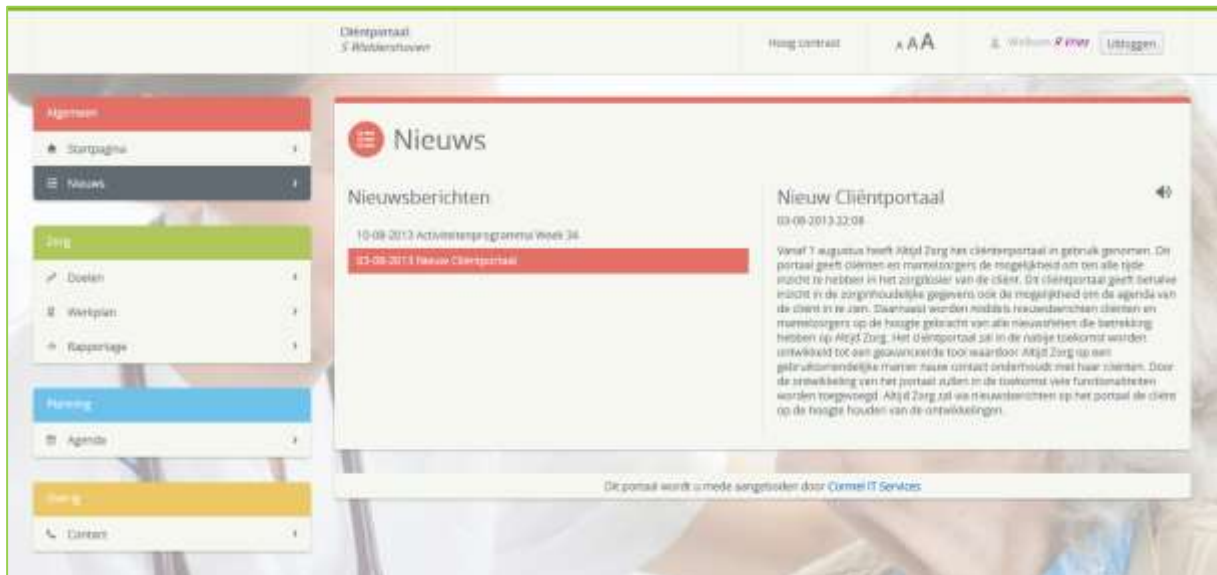 Cliëntportaal
Hoog contrast
A A A
Welkom
Uitloggen
Algemeen
Startpagina
Nieuws
Zorg
Doelen
Werkplan
Rapportage
Planning
Agenda
Overig
Contact
Nieuws
Nieuwsberichten
10-08-2013 Activiteitenprogramma Week 34
03-08-2013 Nieuw Cliëntportaal
Nieuw Cliëntportaal
03-08-2013 22:08
Vanaf 1 augustus heeft Altijd Zorg het cliëntenportaal in gebruik genomen. Dit
portaal geeft cliënten en mantelzorgers de mogelijkheid om ten alle tijde
inzicht te hebben in het zorgdossier van de cliënt. Dit cliëntportaal geeft behalve
inzicht in de zorginhoudelijke gegevens ook de mogelijkheid om de agenda van
de cliënt in te zien. Daarnaast worden middels nieuwsberichten cliënten en
mantelzorgers op de hoogte gebracht van alle nieuwsfeiten die betrekking
hebben op Altijd Zorg. Het cliëntportaal zal in de nabije toekomst worden
ontwikkeld tot een geavanceerde tool waardoor Altijd Zorg op een
gebruiksvriendelijke manier nauw contact onderhoudt met haar cliënten. Door
de ontwikkeling van het portaal zullen in de toekomst vele functionaliteiten
worden toegevoegd. Altijd Zorg zal via nieuwsberichten op het portaal de cliënt
op de hoogte houden van de ontwikkelingen.
Dit portaal wordt u mede aangeboden door Cormel IT Services